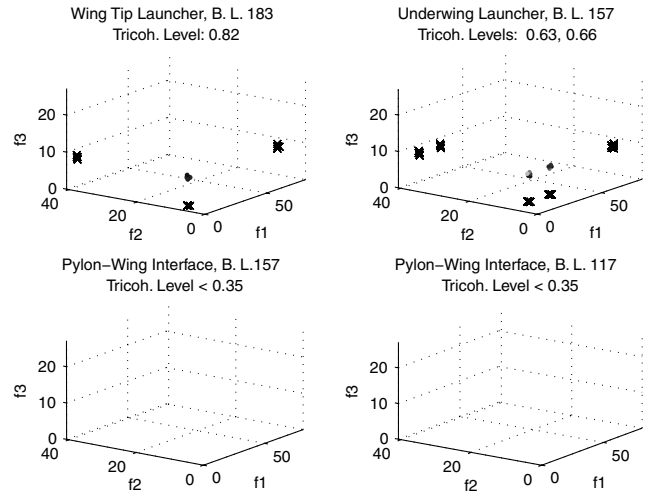 Wing Tip Launcher, B. L. 183
Tricoh. Level: 0.82
20
10
0
f3
40
20
0
f2
0
50
f1
Underwing Launcher, B. L. 157
Tricoh. Levels: 0.63, 0.66
20
10
0
f3
40
20
0
f2
0
50
f1
Pylon−Wing Interface, B. L.157
Tricoh. Level < 0.35
20
10
0
f3
40
20
0
f2
0
50
f1
Pylon−Wing Interface, B. L. 117
Tricoh. Level < 0.35
20
10
0
f3
40
20
0
f2
0
50
f1